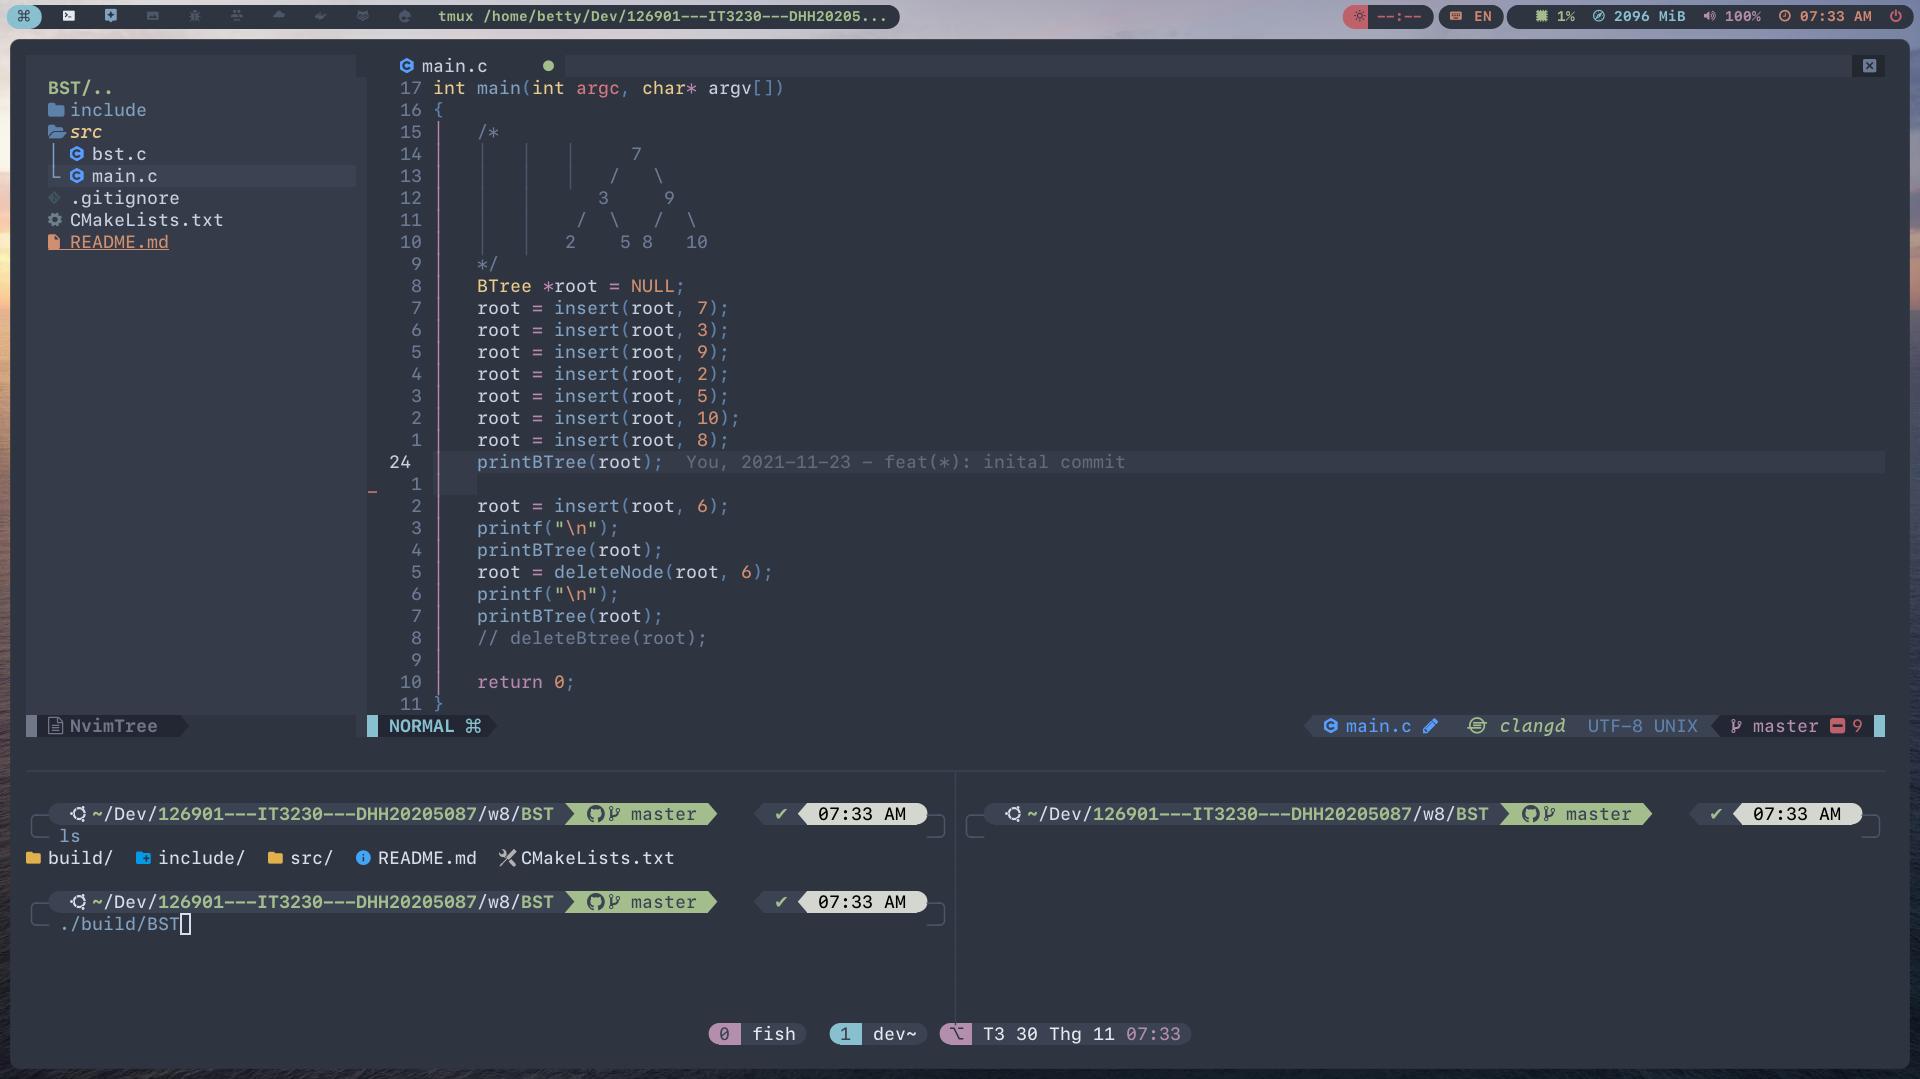 tmux /home/betty/Dev/126901---IT3230---DHH20205...
--:-- EN 1% 2096 MiB 100% 07:33 AM
BST/..
include
src
bst.c
main.c
.gitignore
CMakeLists.txt
README.md
main.c
17 int main(int argc, char* argv[])
16 {
15 /*
14 7
13 / \
12 3 9
11 / \ / \
10 2 5 8 10
9 */
8 BTree *root = NULL;
7 root = insert(root, 7);
6 root = insert(root, 3);
5 root = insert(root, 9);
4 root = insert(root, 2);
3 root = insert(root, 5);
2 root = insert(root, 10);
1 root = insert(root, 8);
24 printBTree(root); You, 2021-11-23 - feat(*): inital commit
1
2 root = insert(root, 6);
3 printf("\n");
4 printBTree(root);
5 root = deleteNode(root, 6);
6 printf("\n");
7 printBTree(root);
8 // deleteBtree(root);
9
10 return 0;
11 }
NvimTree
NORMAL ⌘
main.c clangd UTF-8 UNIX master 9
~/Dev/126901---IT3230---DHH20205087/w8/BST master ✔ 07:33 AM
ls
build/ include/ src/ README.md CMakeLists.txt
~/Dev/126901---IT3230---DHH20205087/w8/BST master ✔ 07:33 AM
./build/BST
~/Dev/126901---IT3230---DHH20205087/w8/BST master ✔ 07:33 AM
0 fish 1 dev~ ⌥ T3 30 Thg 11 07:33